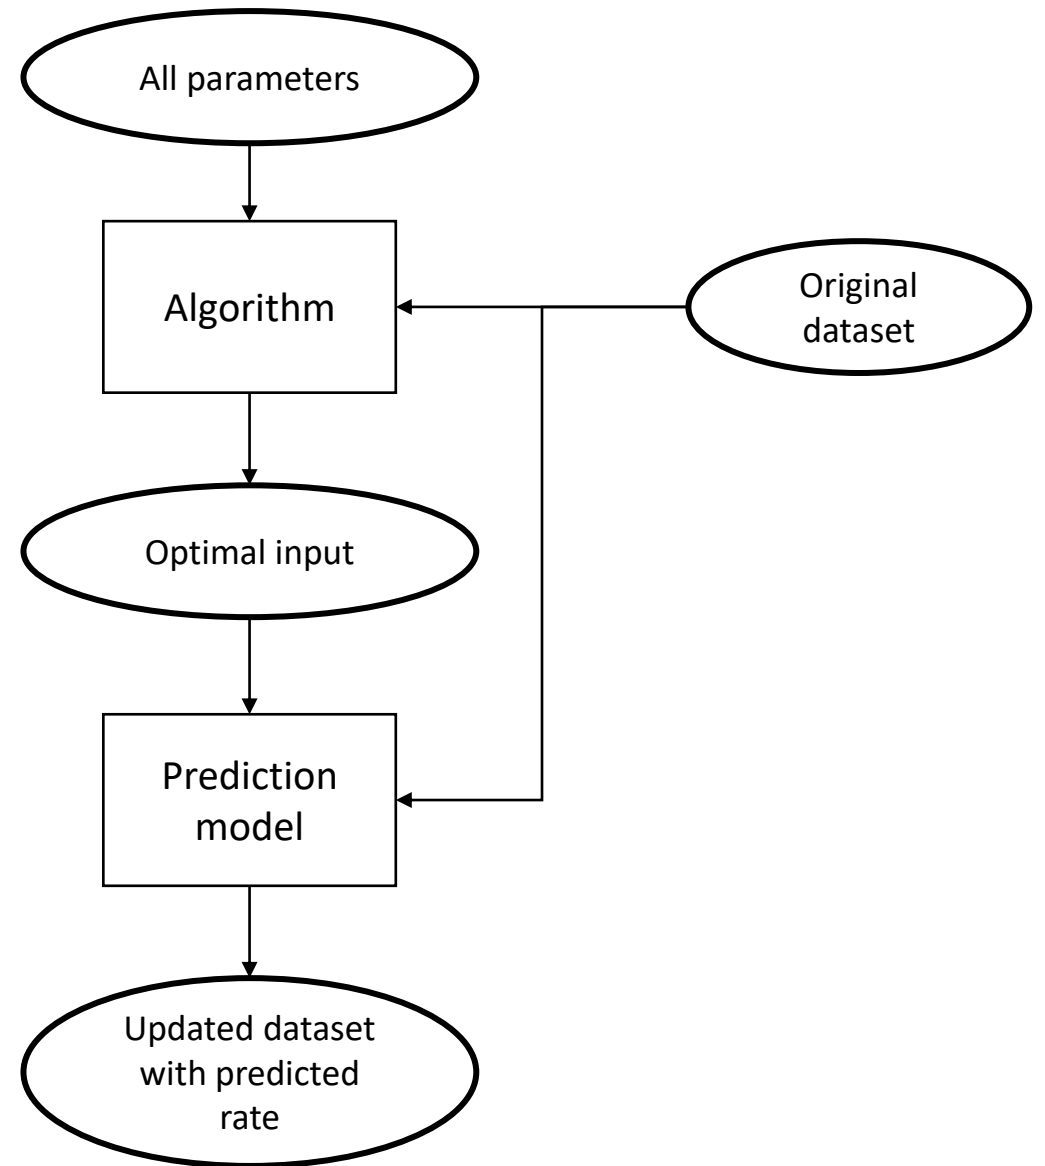 All parameters
Algorithm
Original
dataset
Optimal input
Prediction
model
Updated dataset
with predicted
rate